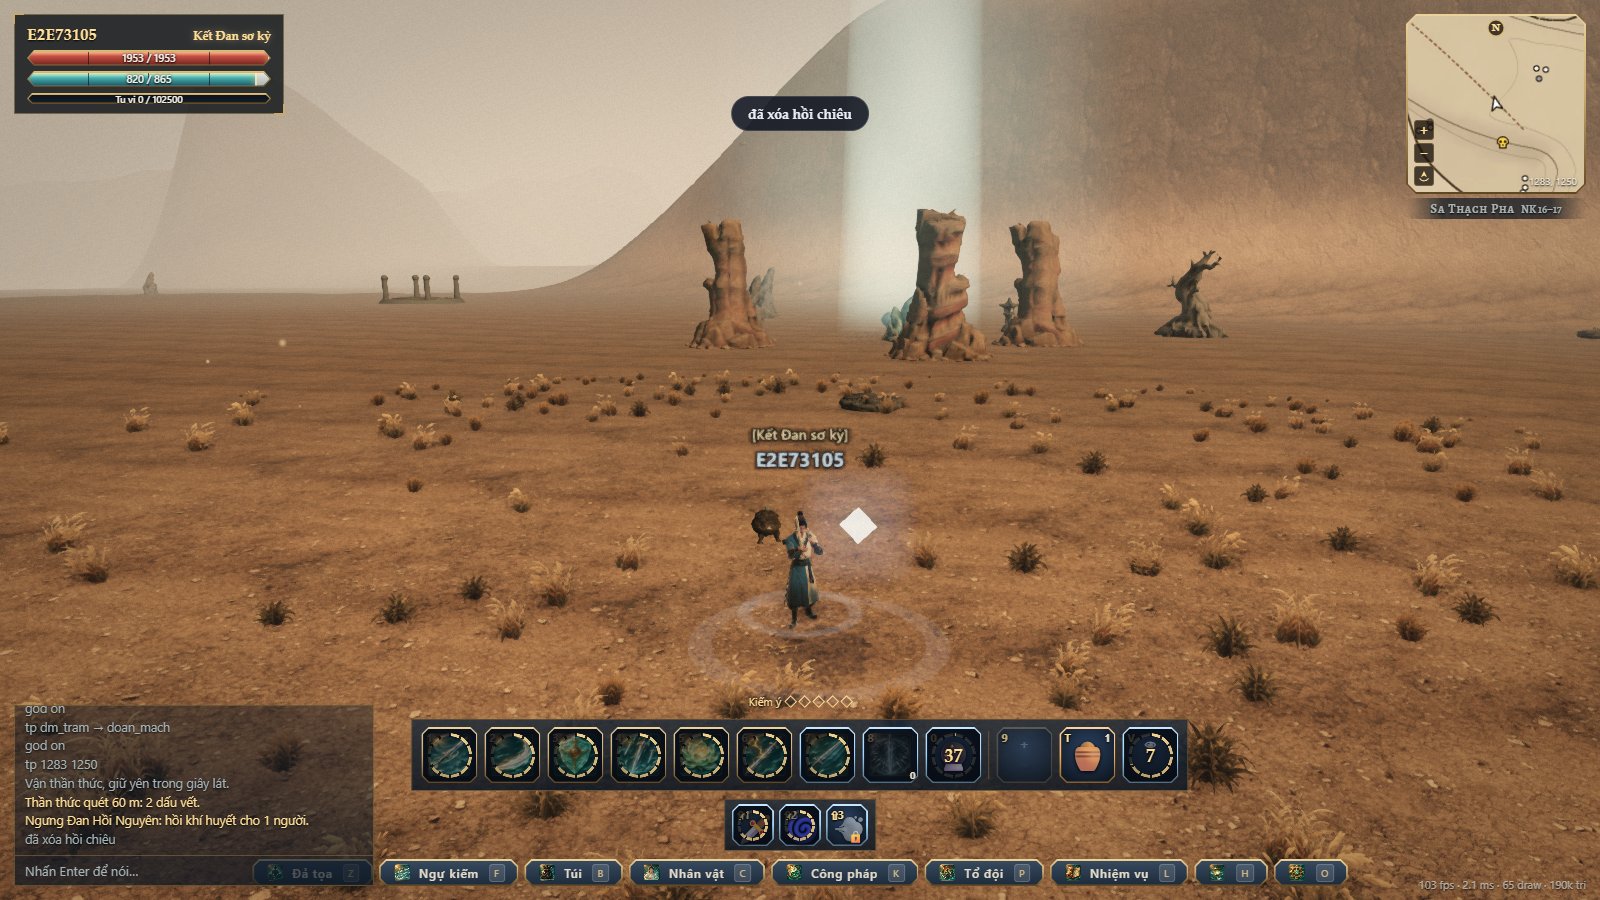 E2E73105
Kết Đan sơ kỳ
1953 / 1953
820 / 865
Tu vi 0 / 102500
đã xóa hồi chiêu
N
+
−
1283, 1250
Sa Thạch Pha NK16–17
[Kết Đan sơ kỳ]
E2E73105
Kiếm ý
god on
tp dm_tram → doan_mach
god on
tp 1283 1250
Vận thần thức, giữ yên trong giây lát.
Thần thức quét 60 m: 2 dấu vết.
Ngưng Đan Hồi Nguyên: hồi khí huyết cho 1 người.
đã xóa hồi chiêu
Nhấn Enter để nói...
8 0
0 37
9 +
T 1
7
Đả tọa Z
Ngự kiếm F
Túi B
Nhân vật C
Công pháp K
Tổ đội P
Nhiệm vụ L
H
O
103 fps · 2.1 ms · 65 draw · 190k tri